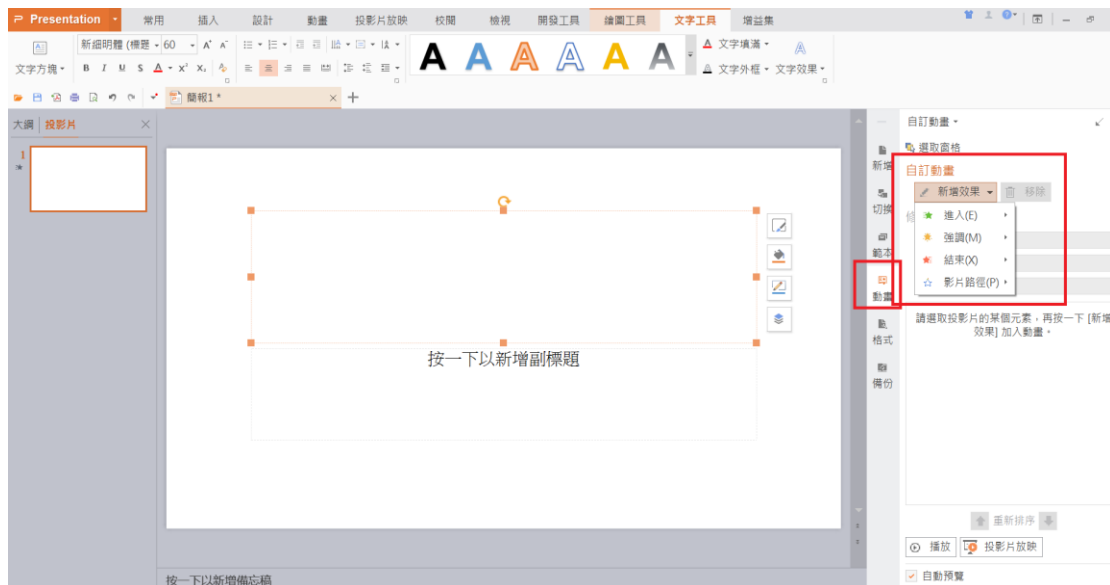 Presentation 常用 插入 設計 動畫 投影片放映 校閱 檢視 開發工具 繪圖工具 文字工具 增益集
新細明體 (標題 60 A A A A A A A A 文字填滿
文字方塊 B I U S A X² X₂ 文字外框 文字效果
簡報1 *
大綱 投影片
自訂動畫
選取窗格
1
新增
自訂動畫
新增效果 移除
切換
進入(E)
強調(M)
範本
結束(X)
影片路徑(P)
動畫
請選取投影片的某個元素，再按一下 [新增
效果] 加入動畫。
格式
按一下以新增副標題
備份
重新排序
播放 投影片放映
自動預覽
按一下以新增備忘稿